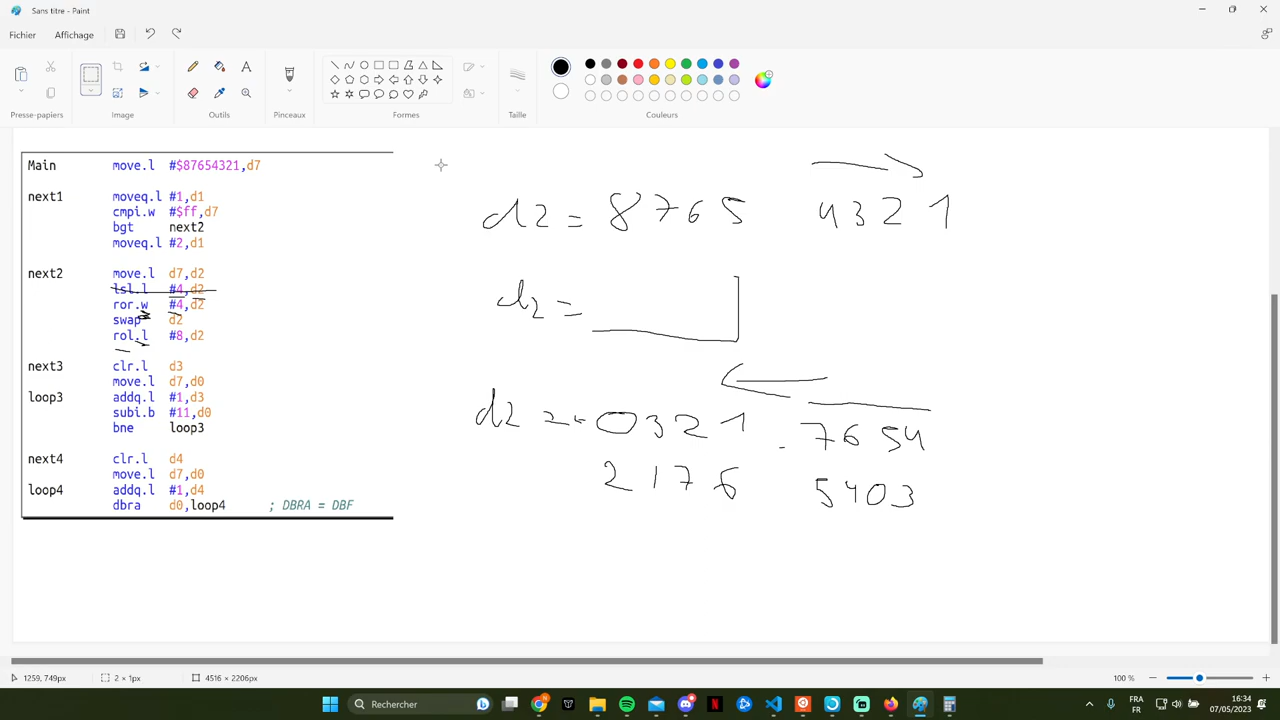 Sans titre - Paint
Fichier Affichage
Presse-papiers Image Outils Pinceaux Formes Taille Couleurs
Main move.l #$87654321,d7
next1 moveq.l #1,d1
cmpi.w #$ff,d7
bgt next2
moveq.l #2,d1
next2 move.l d7,d2
lsl.l #4,d2
ror.w #4,d2
swap d2
rol.l #8,d2
next3 clr.l d3
move.l d7,d0
loop3 addq.l #1,d3
subi.b #11,d0
bne loop3
next4 clr.l d4
move.l d7,d0
loop4 addq.l #1,d4
dbra d0,loop4 ; DBRA = DBF
d2 = 8765 4321
d2 =
d2 = 0321 7654
2176 5403
1259, 749px 2 × 1px 4516 × 2206px 100 %
Rechercher FRA 16:34
FR 07/05/2023